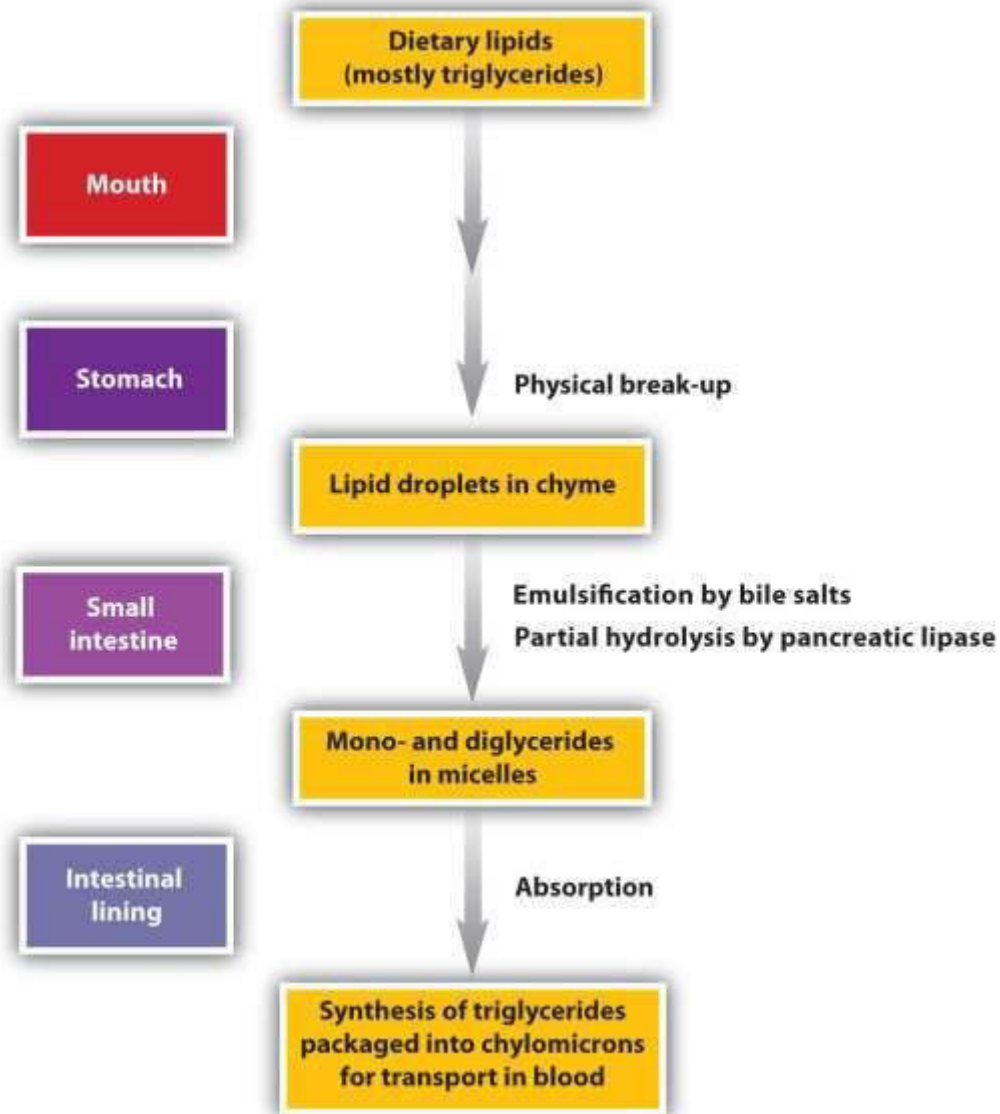 Dietary lipids
(mostly triglycerides)
Mouth
Stomach
Physical break-up
Lipid droplets in chyme
Small
intestine
Emulsification by bile salts
Partial hydrolysis by pancreatic lipase
Mono- and diglycerides
in micelles
Intestinal
lining
Absorption
Synthesis of triglycerides
packaged into chylomicrons
for transport in blood